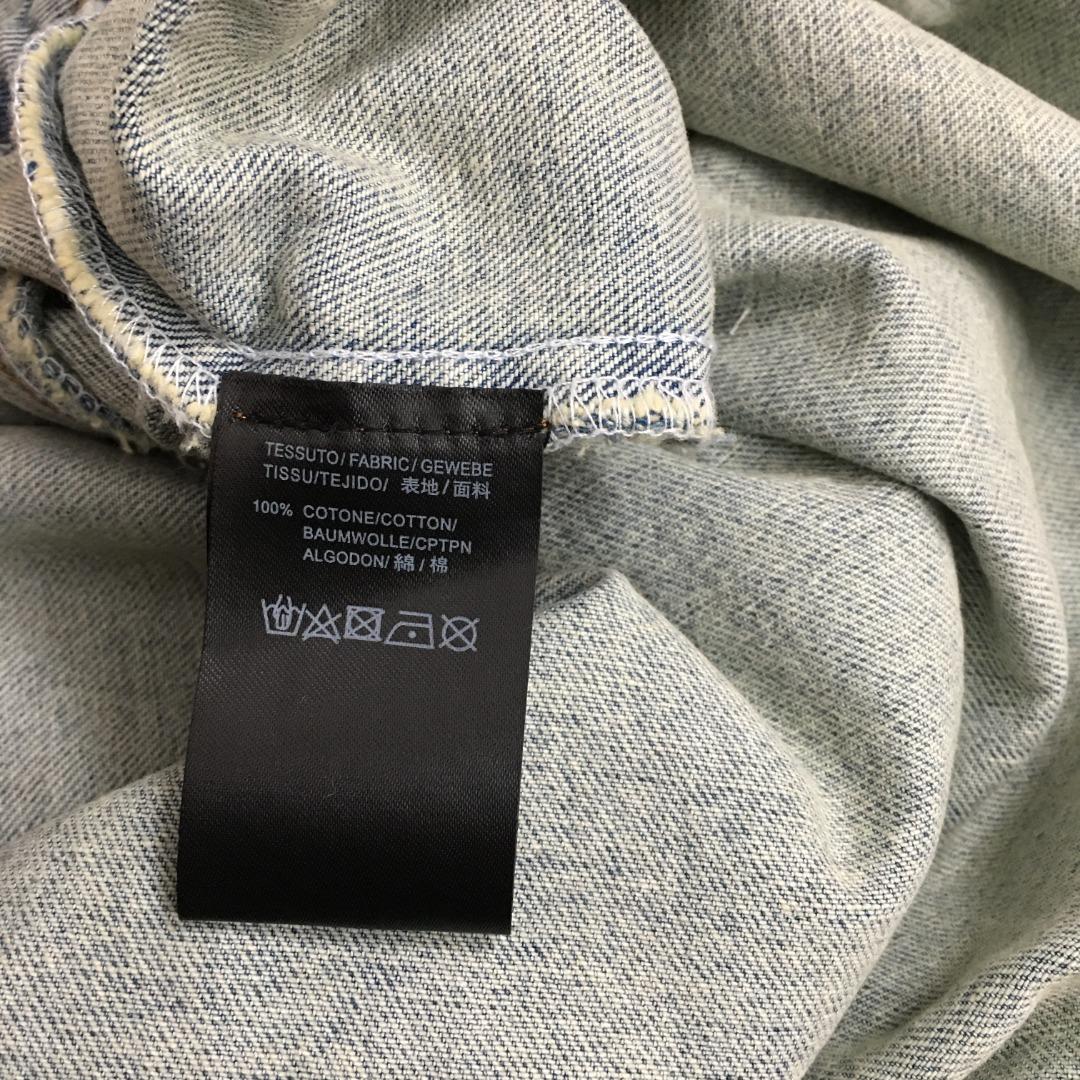 TESSUTO/FABRIC/GEWEBE
TISSU/TEJIDO/ 表地/面料
100% COTONE/COTTON/
BAUMWOLLE/CPTPN
ALGODON/綿/棉